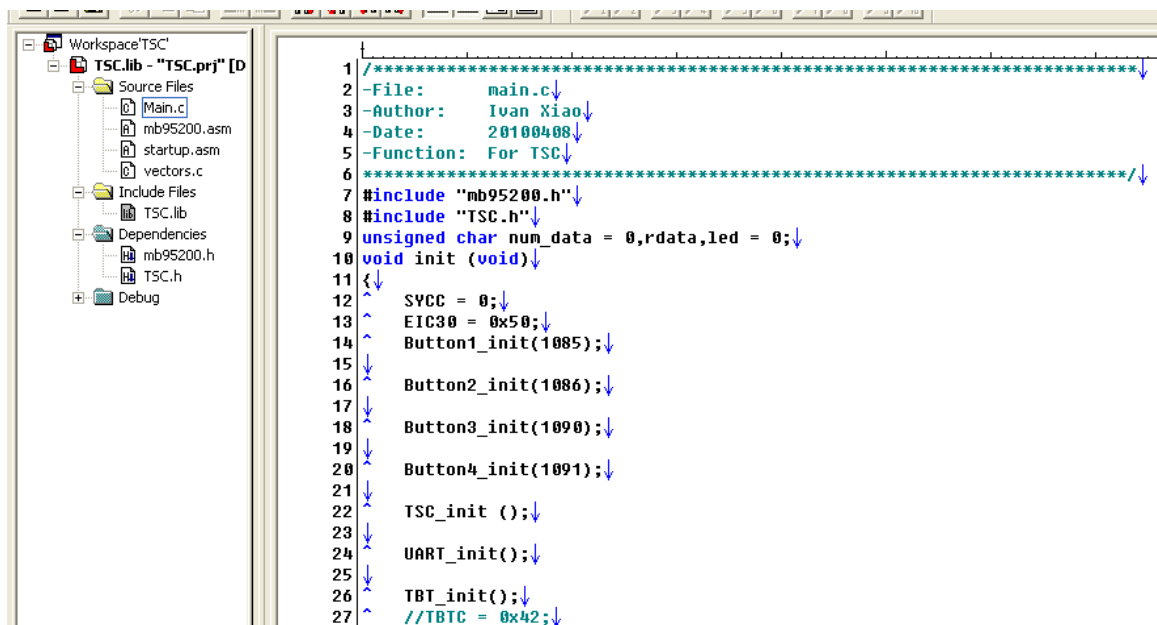 Workspace'TSC'
TSC.lib - "TSC.prj" [D
Source Files
Main.c
mb95200.asm
startup.asm
vectors.c
Include Files
TSC.lib
Dependencies
mb95200.h
TSC.h
Debug
1 /**************************************************************************
2 -File: main.c
3 -Author: Ivan Xiao
4 -Date: 20100408
5 -Function: For TSC
6 *************************************************************************/
7 #include "mb95200.h"
8 #include "TSC.h"
9 unsigned char num_data = 0,rdata,led = 0;
10 void init (void)
11 {
12 SYCC = 0;
13 EIC30 = 0x50;
14 Button1_init(1085);
15
16 Button2_init(1086);
17
18 Button3_init(1090);
19
20 Button4_init(1091);
21
22 TSC_init ();
23
24 UART_init();
25
26 TBT_init();
27 //TBTC = 0x42;